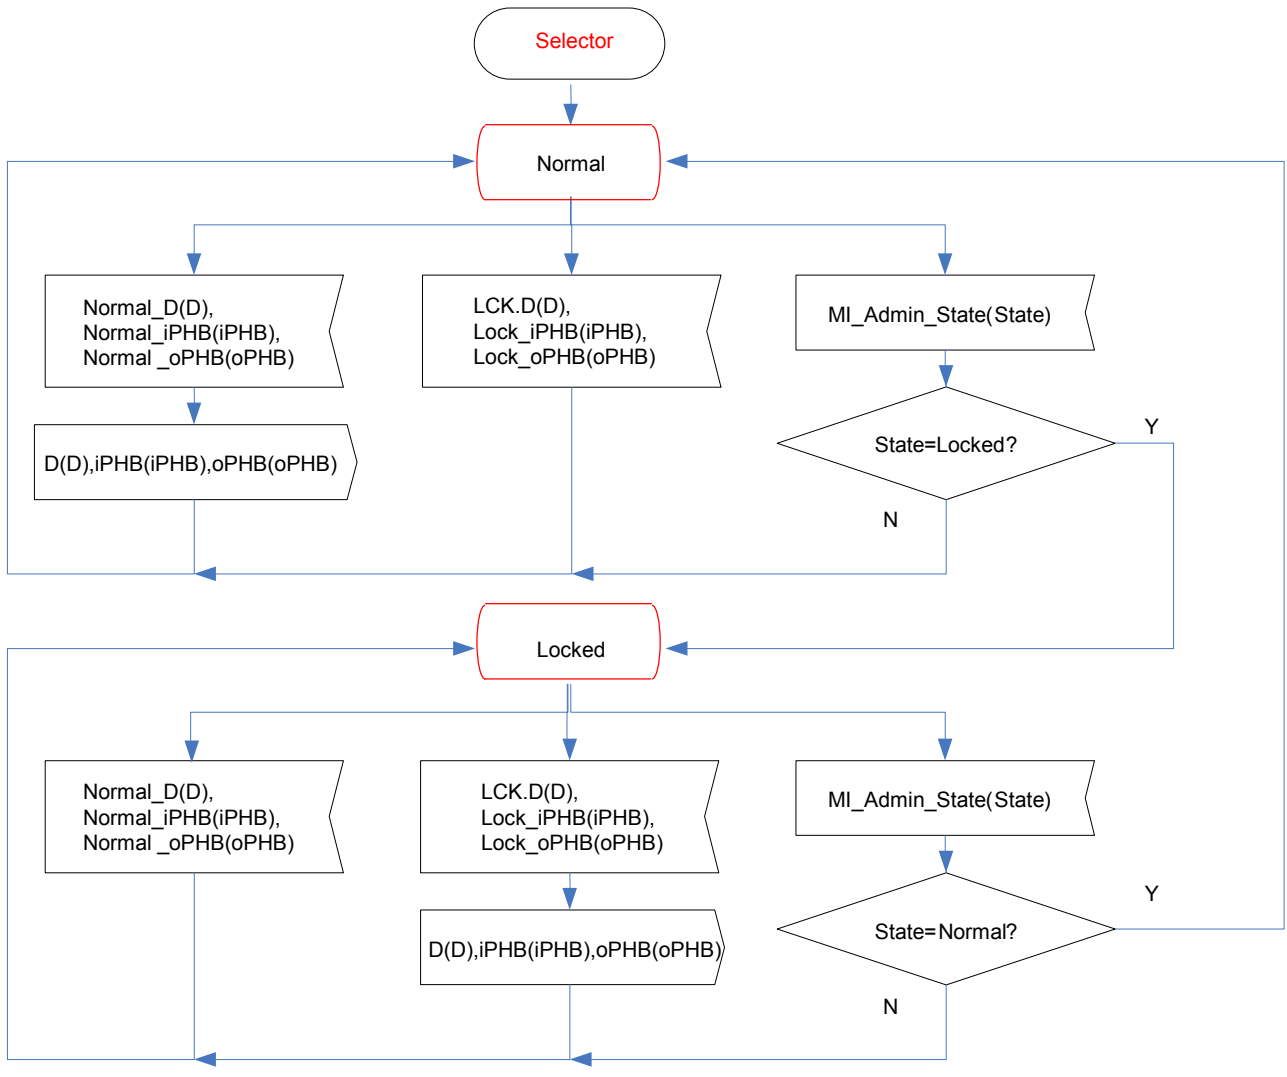 Selector
Normal
Normal_D(D),
Normal_iPHB(iPHB),
Normal _oPHB(oPHB)
LCK.D(D),
Lock_iPHB(iPHB),
Lock_oPHB(oPHB)
MI_Admin_State(State)
D(D),iPHB(iPHB),oPHB(oPHB)
State=Locked?
Y
N
Locked
Normal_D(D),
Normal_iPHB(iPHB),
Normal _oPHB(oPHB)
LCK.D(D),
Lock_iPHB(iPHB),
Lock_oPHB(oPHB)
MI_Admin_State(State)
D(D),iPHB(iPHB),oPHB(oPHB)
State=Normal?
Y
N